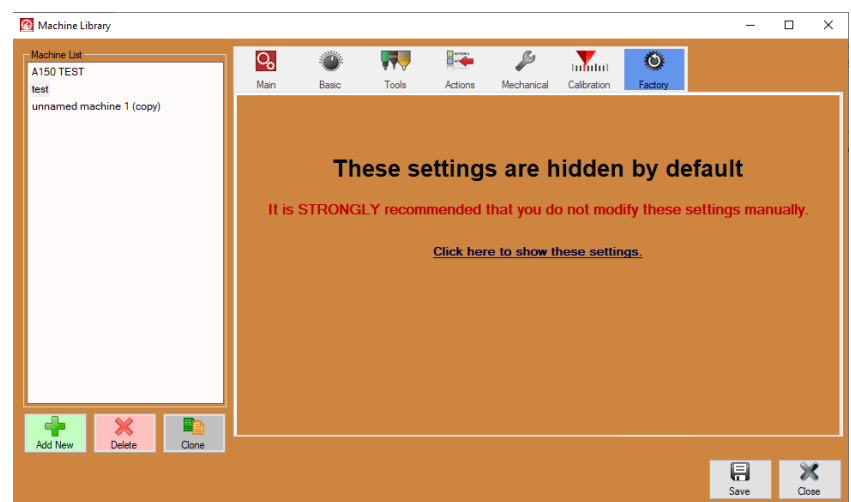 Machine Library
Machine List
A150 TEST
test
unnamed machine 1 (copy)
Main
Basic
Tools
Actions
Mechanical
Calibration
Factory
These settings are hidden by default
It is STRONGLY recommended that you do not modify these settings manually.
Click here to show these settings.
Add New
Delete
Clone
Save
Close